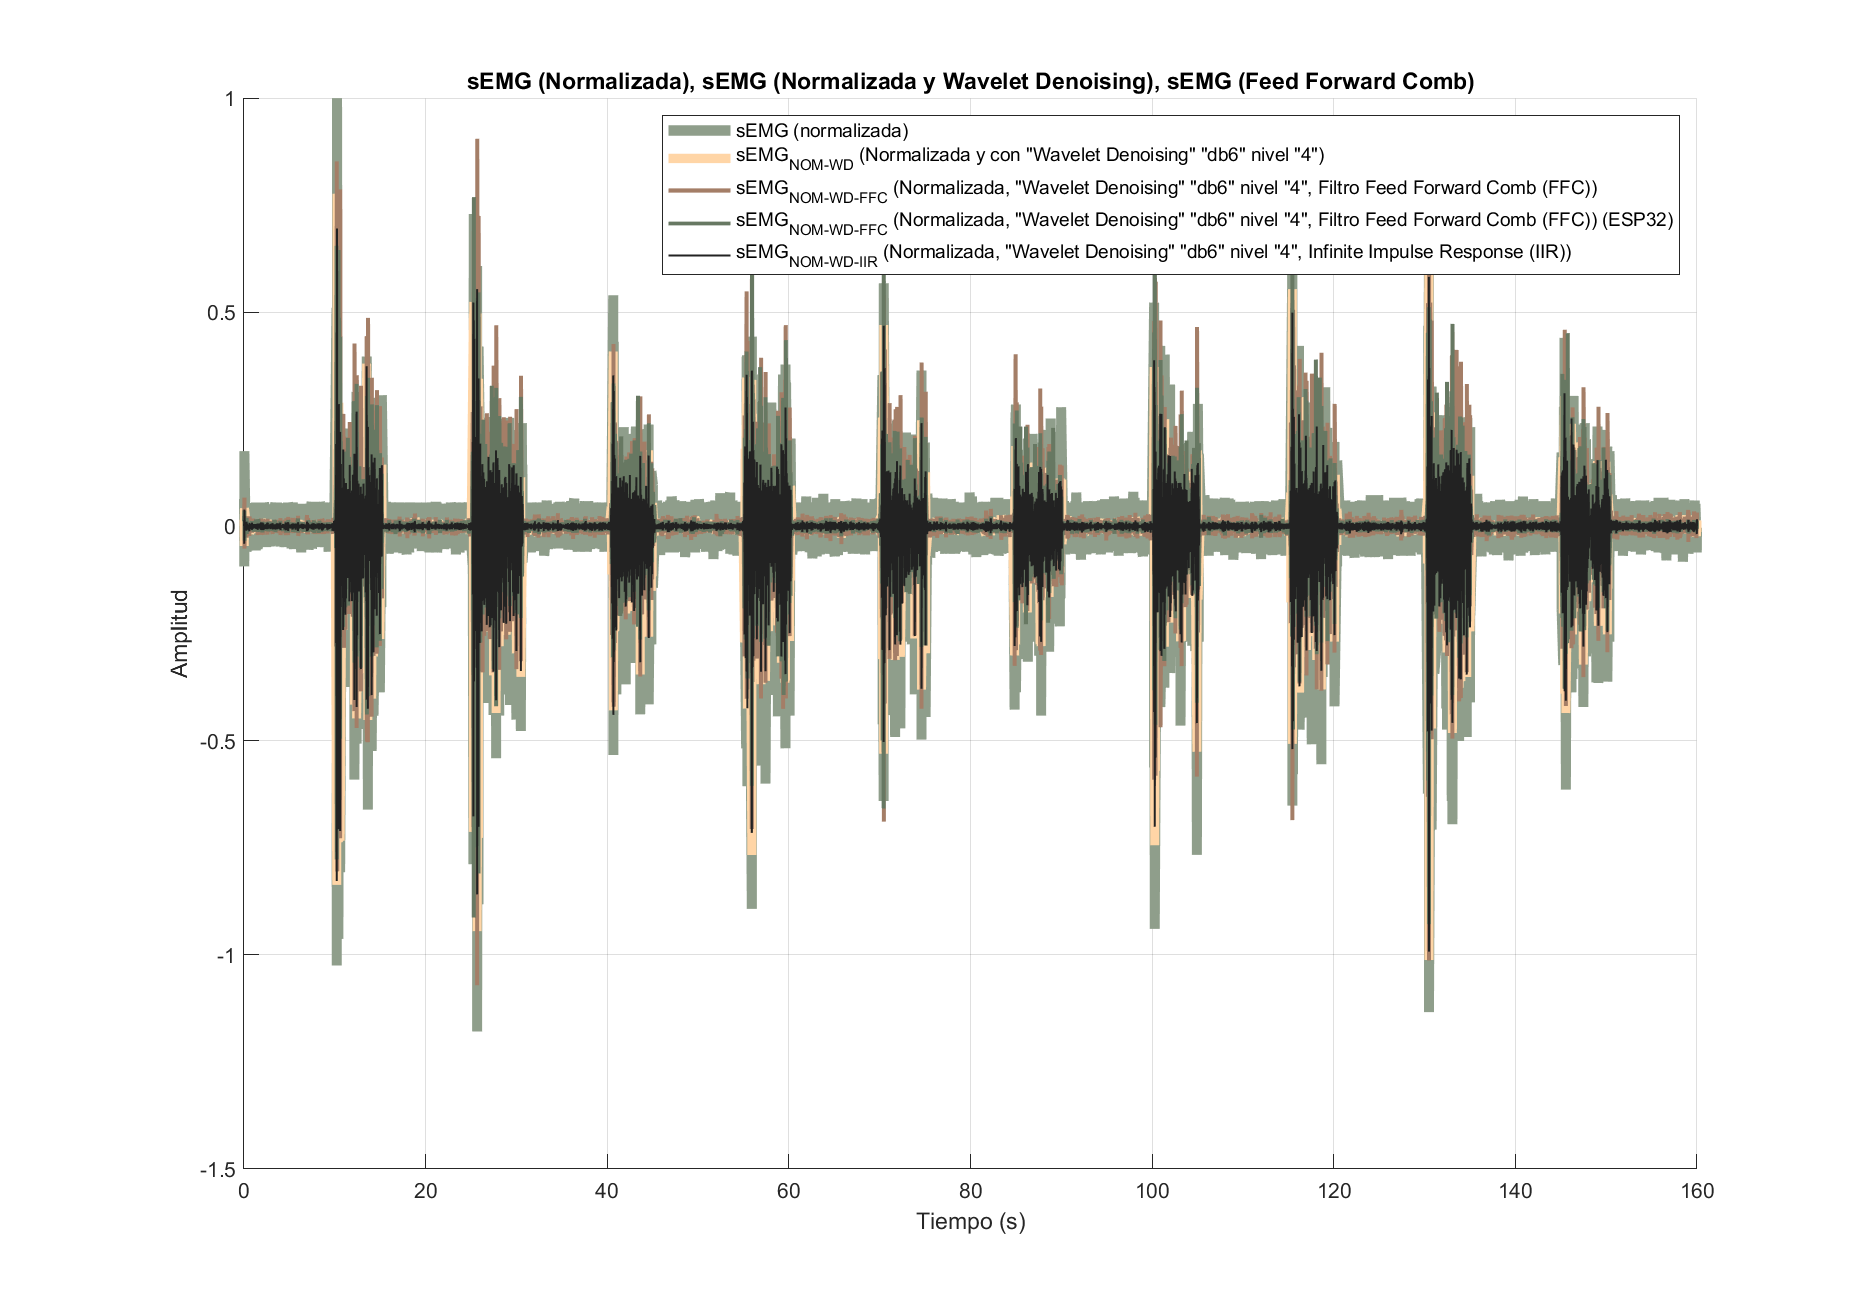 sEMG (Normalizada), sEMG (Normalizada y Wavelet Denoising), sEMG (Feed Forward Comb)
sEMG (normalizada)
sEMG_NOM-WD (Normalizada y con "Wavelet Denoising" "db6" nivel "4")
sEMG_NOM-WD-FFC (Normalizada, "Wavelet Denoising" "db6" nivel "4", Filtro Feed Forward Comb (FFC))
sEMG_NOM-WD-FFC (Normalizada, "Wavelet Denoising" "db6" nivel "4", Filtro Feed Forward Comb (FFC)) (ESP32)
sEMG_NOM-WD-IIR (Normalizada, "Wavelet Denoising" "db6" nivel "4", Infinite Impulse Response (IIR))
1
0.5
0
-0.5
-1
-1.5
Amplitud
0 20 40 60 80 100 120 140 160
Tiempo (s)